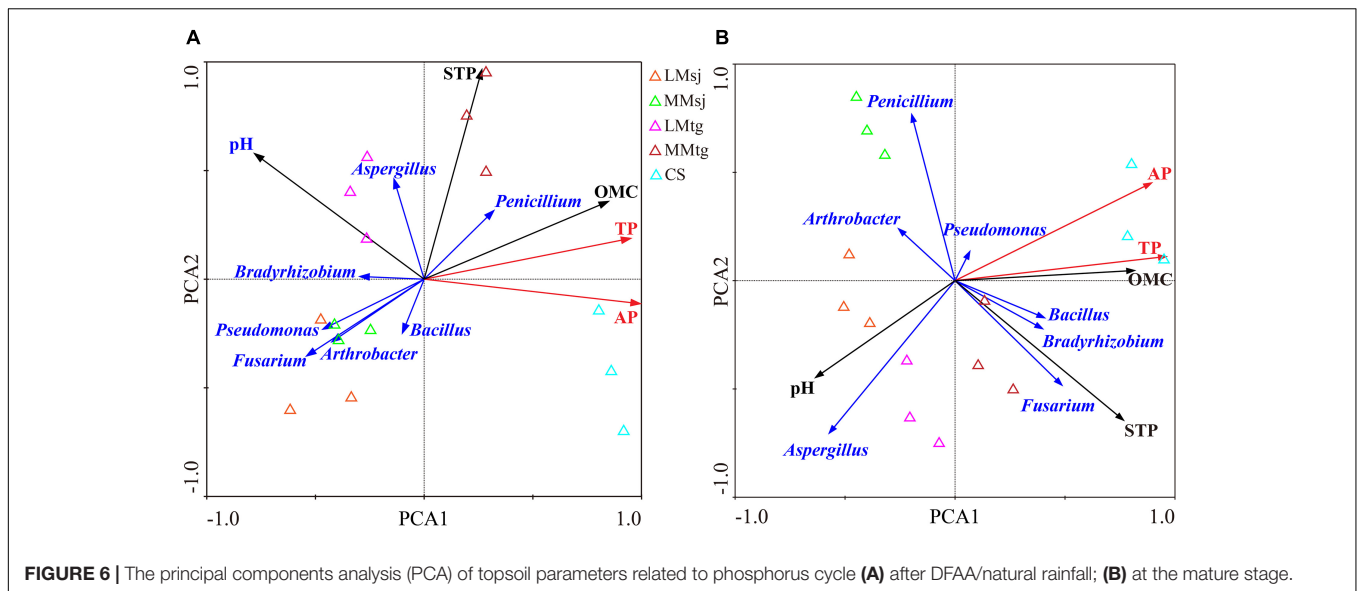 A
1.0
STP
pH
Aspergillus
OMC
Penicillium
TP
Bradyrhizobium
AP
Pseudomonas
Bacillus
Fusarium
Arthrobacter
PCA2
-1.0
-1.0
PCA1
1.0
LMsj
MMsj
LMtg
MMtg
CS
B
1.0
Penicillium
AP
Arthrobacter
Pseudomonas
TP
OMC
Bacillus
Bradyrhizobium
pH
Fusarium
STP
Aspergillus
PCA2
-1.0
-1.0
PCA1
1.0
FIGURE 6 | The principal components analysis (PCA) of topsoil parameters related to phosphorus cycle (A) after DFAA/natural rainfall; (B) at the mature stage.